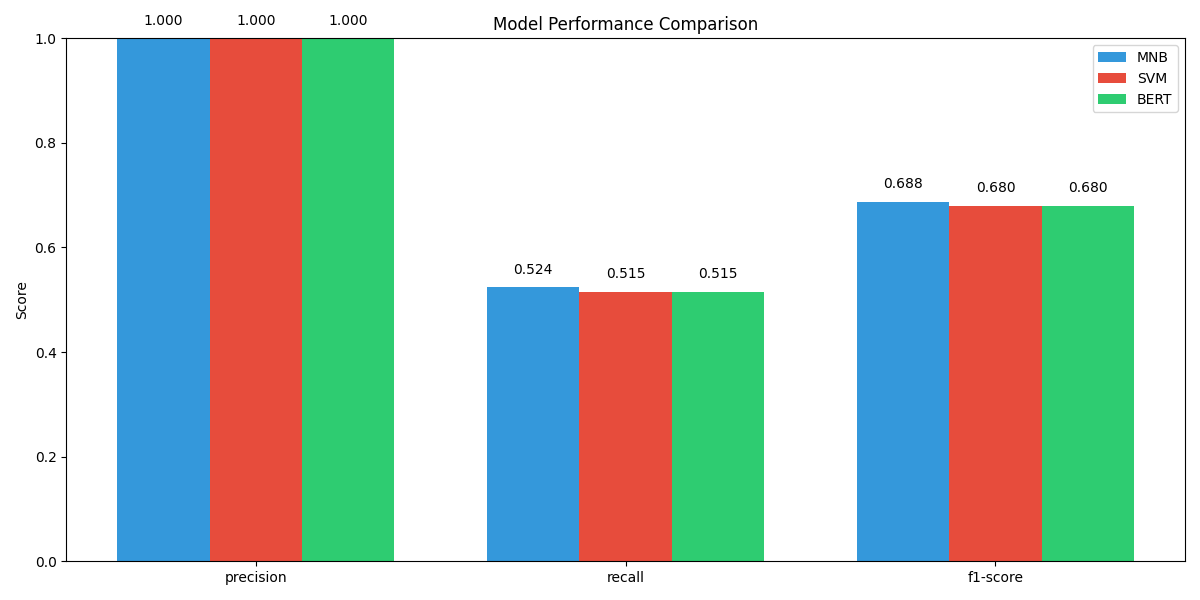 Model Performance Comparison
1.000 1.000 1.000
0.524 0.515 0.515
0.688 0.680 0.680
MNB
SVM
BERT
Score
1.0
0.8
0.6
0.4
0.2
0.0
precision recall f1-score